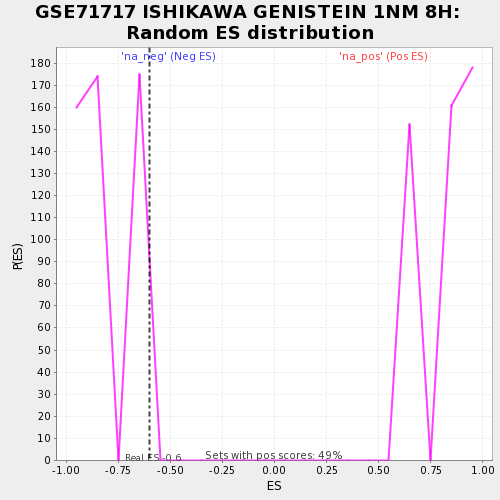 GSE71717 ISHIKAWA GENISTEIN 1NM 8H:
Random ES distribution
'na_neg' (Neg ES)
'na_pos' (Pos ES)
180
170
160
150
140
130
120
110
100
90
80
70
60
50
40
30
20
10
0
P(ES)
Real ES -0.6
Sets with pos scores: 49%
-1.00 -0.75 -0.50 -0.25 0.00 0.25 0.50 0.75 1.00
ES